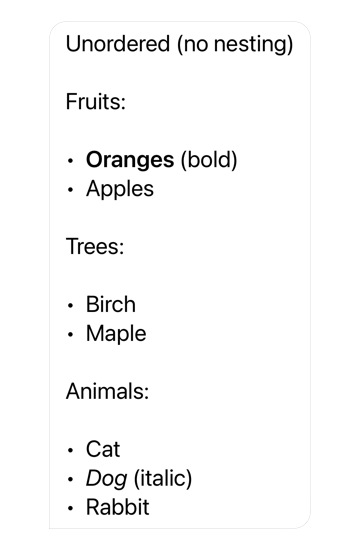 Unordered (no nesting)
Fruits:
• Oranges (bold)
• Apples
Trees:
• Birch
• Maple
Animals:
• Cat
• Dog (italic)
• Rabbit